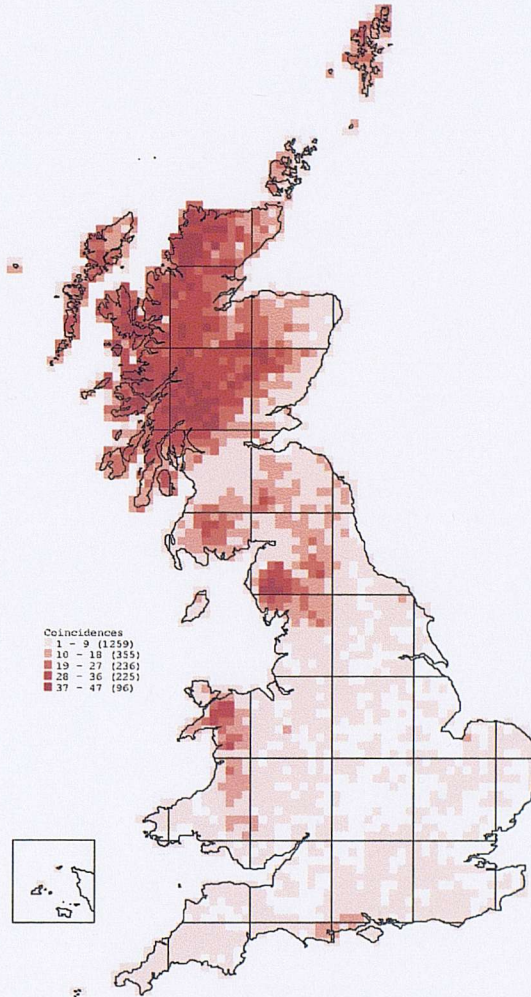 Coincidences
1 - 9 (1259)
10 - 18 (355)
19 - 27 (236)
28 - 36 (225)
37 - 47 (96)